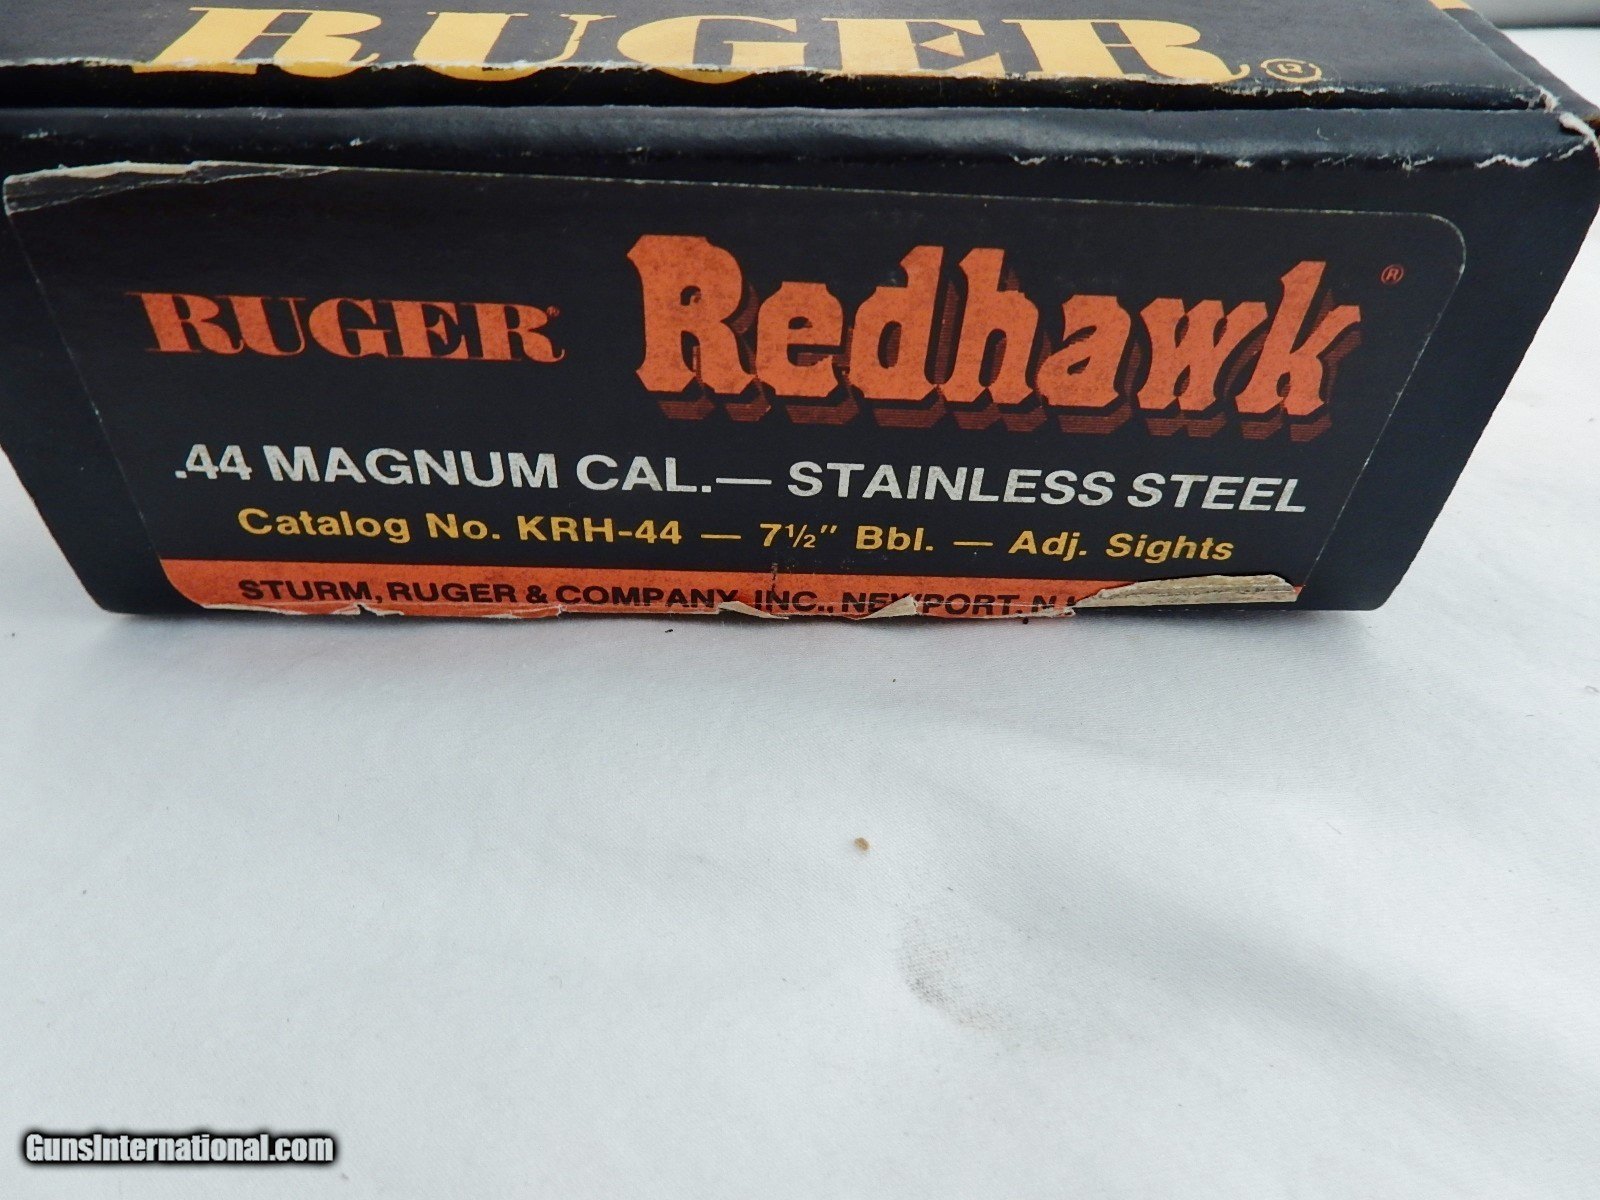 RUGER®
RUGER® Redhawk®
.44 MAGNUM CAL.— STAINLESS STEEL
Catalog No. KRH-44 — 7½" Bbl. — Adj. Sights
STURM, RUGER & COMPANY, INC., NEWPORT, N.H.
GunsInternational.com